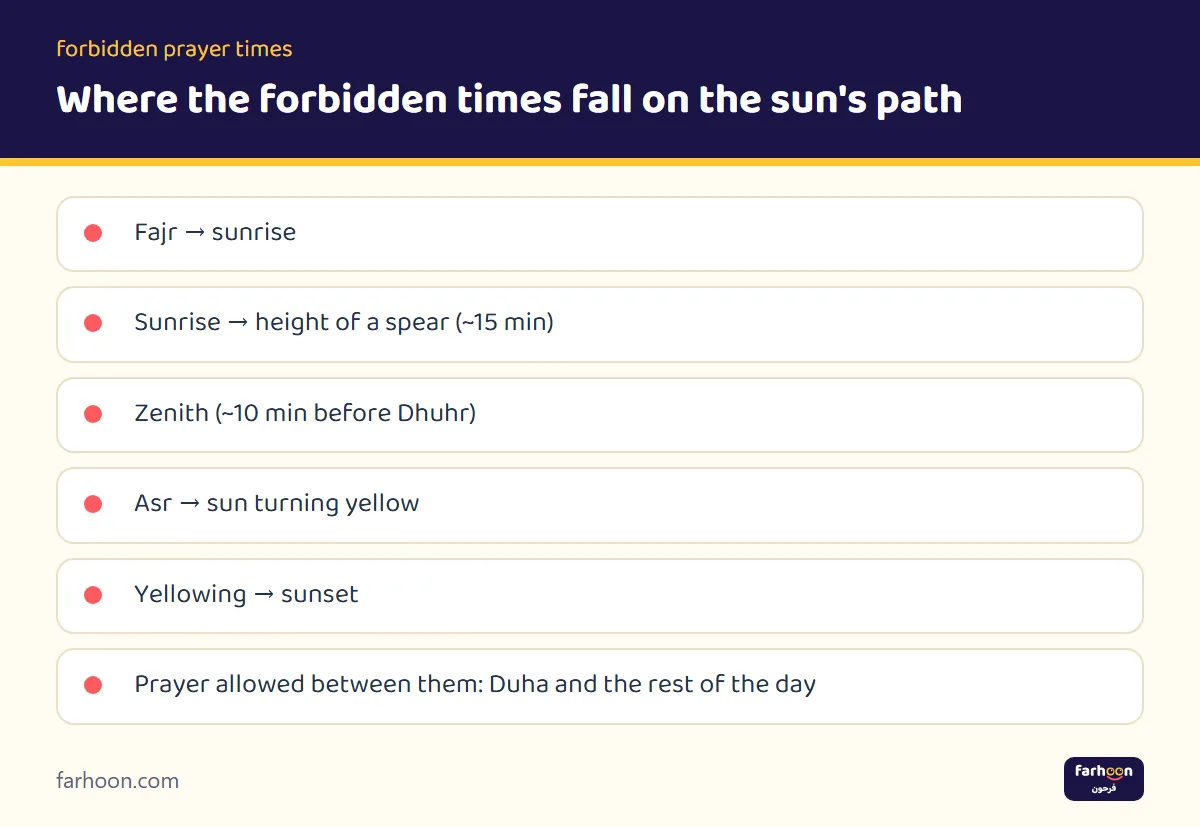 forbidden prayer times
Where the forbidden times fall on the sun's path
Fajr → sunrise
Sunrise → height of a spear (~15 min)
Zenith (~10 min before Dhuhr)
Asr → sun turning yellow
Yellowing → sunset
Prayer allowed between them: Duha and the rest of the day
farhoon.com
farhoon
فرحون